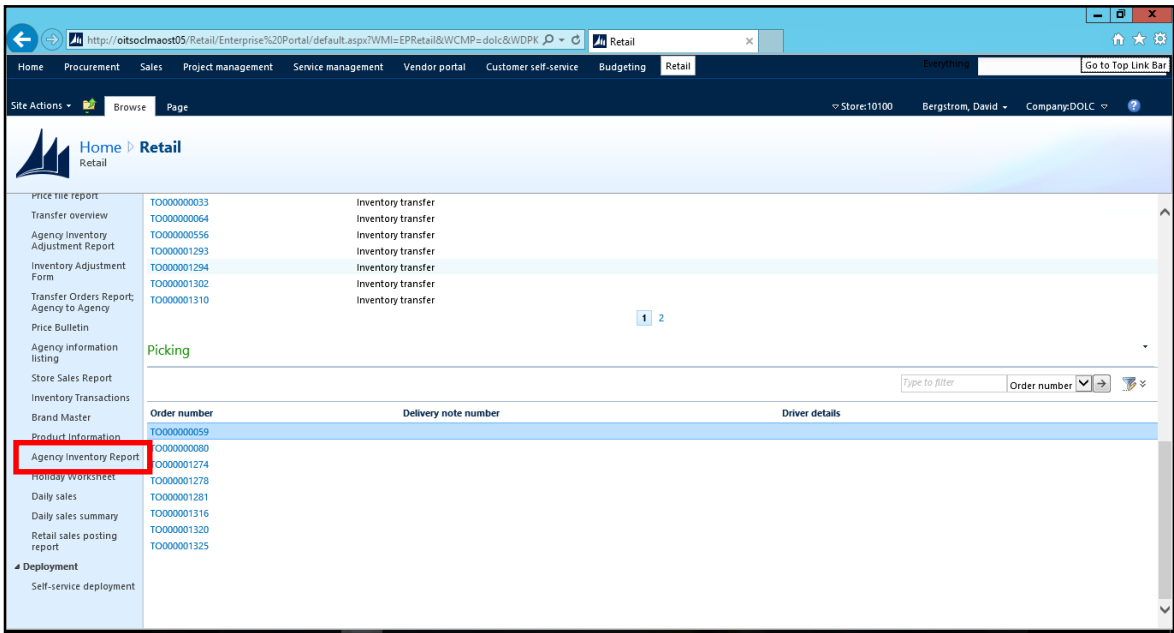 http://oitsoclmaost05/Retail/Enterprise%20Portal/default.aspx?WMI=EPRetail&WCMP=dolc&WDPK
Retail
Home Procurement Sales Project management Service management Vendor portal Customer self-service Budgeting Retail Everything Go to Top Link Bar
Site Actions Browse Page Store:10100 Bergstrom, David Company:DOLC
Home Retail
Retail
Price file report
Transfer overview
Agency Inventory
Adjustment Report
Inventory Adjustment
Form
Transfer Orders Report;
Agency to Agency
Price Bulletin
Agency information
listing
Store Sales Report
Inventory Transactions
Brand Master
Product Information
Agency Inventory Report
Holiday Worksheet
Daily sales
Daily sales summary
Retail sales posting
report
Deployment
Self-service deployment
TO000000033 Inventory transfer
TO000000064 Inventory transfer
TO000000556 Inventory transfer
TO000001293 Inventory transfer
TO000001294 Inventory transfer
TO000001302 Inventory transfer
TO000001310 Inventory transfer
1 2
Picking
Type to filter Order number
Order number Delivery note number Driver details
TO000000059
TO000000080
TO000001274
TO000001278
TO000001281
TO000001316
TO000001320
TO000001325